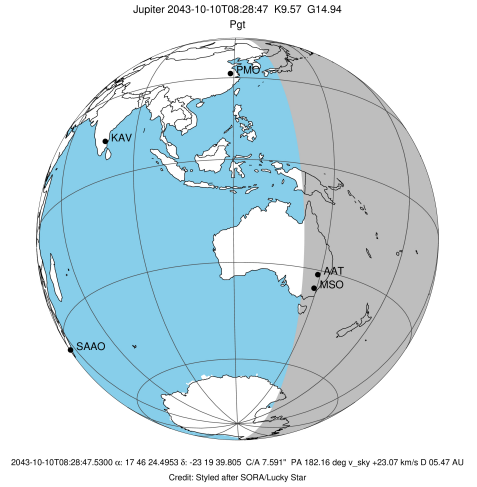 Jupiter 2043-10-10T08:28:47 K9.57 G14.94
Pgt
PMO
KAV
AAT
MSO
SAAO
2043-10-10T08:28:47.5300 α: 17 46 24.4953 δ: -23 19 39.805 C/A 7.591" PA 182.16 deg v_sky +23.07 km/s D 05.47 AU
Credit: Styled after SORA/Lucky Star